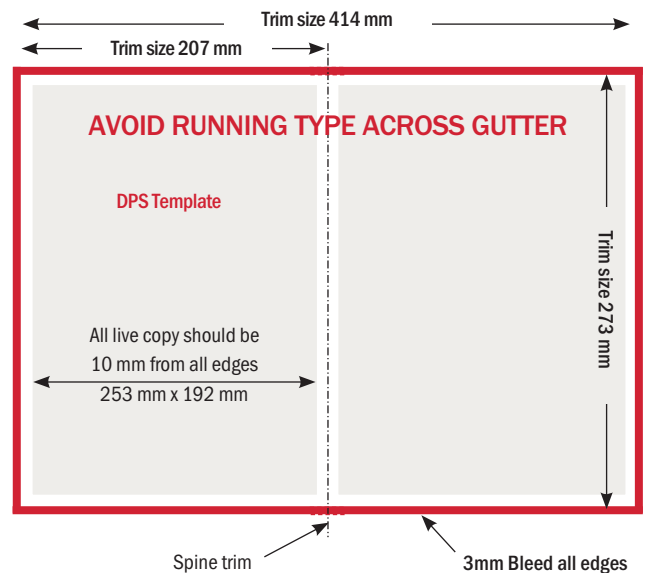 Trim size 414 mm
Trim size 207 mm
AVOID RUNNING TYPE ACROSS GUTTER
DPS Template
Trim size 273 mm
All live copy should be
10 mm from all edges
253 mm x 192 mm
Spine trim
3mm Bleed all edges